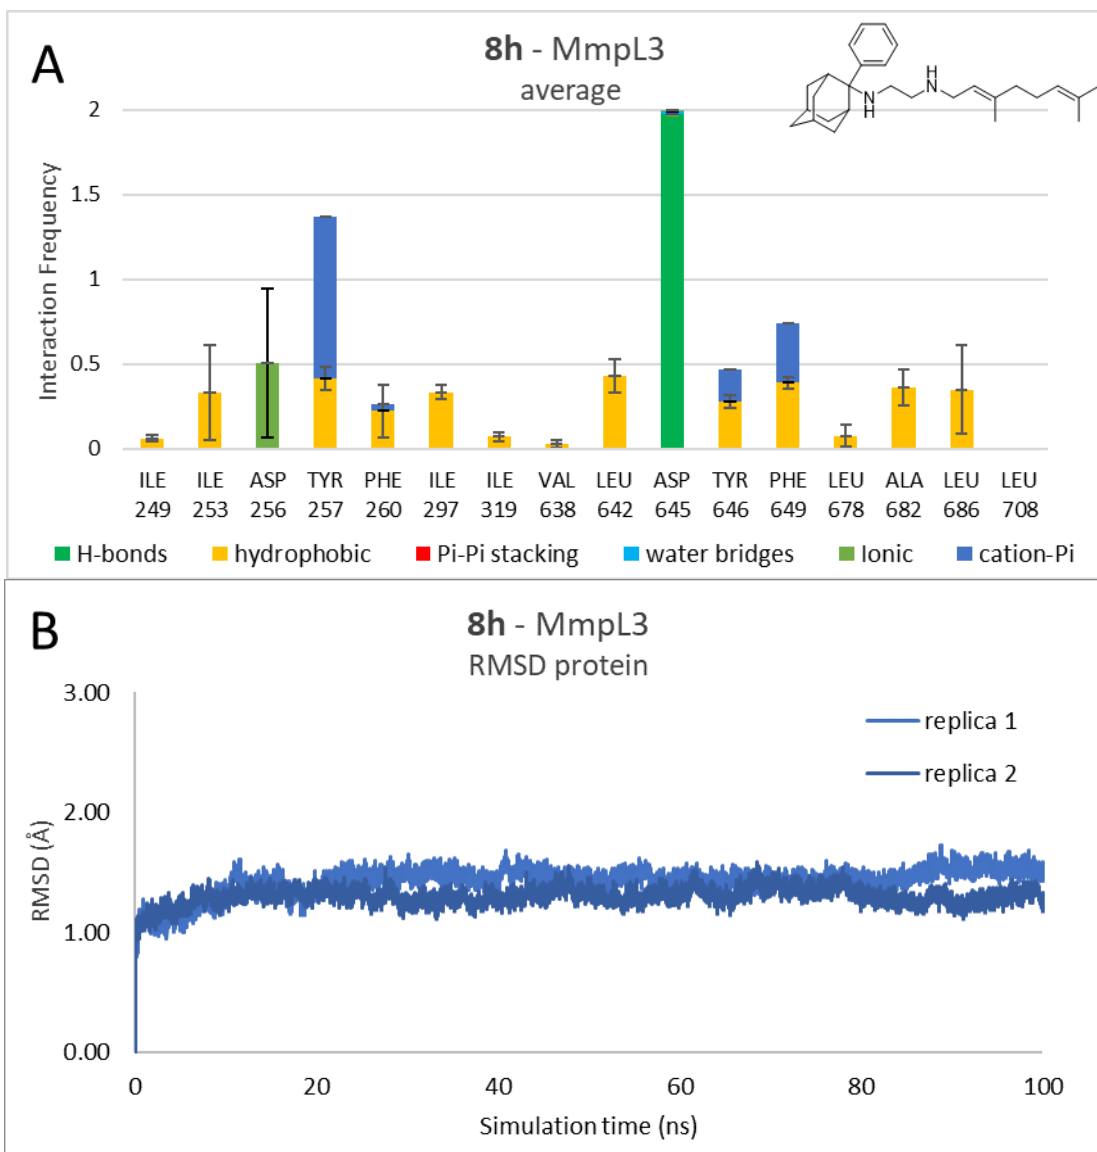 A
8h - MmpL3
average
H
N
N
H
Interaction Frequency
2
1.5
1
0.5
0
ILE ILE ASP TYR PHE ILE ILE VAL LEU ASP TYR PHE LEU ALA LEU LEU
249 253 256 257 260 297 319 638 642 645 646 649 678 682 686 708
H-bonds hydrophobic Pi-Pi stacking water bridges Ionic cation-Pi
B
8h - MmpL3
RMSD protein
replica 1
replica 2
RMSD (Å)
3.00
2.00
1.00
0.00
0 20 40 60 80 100
Simulation time (ns)